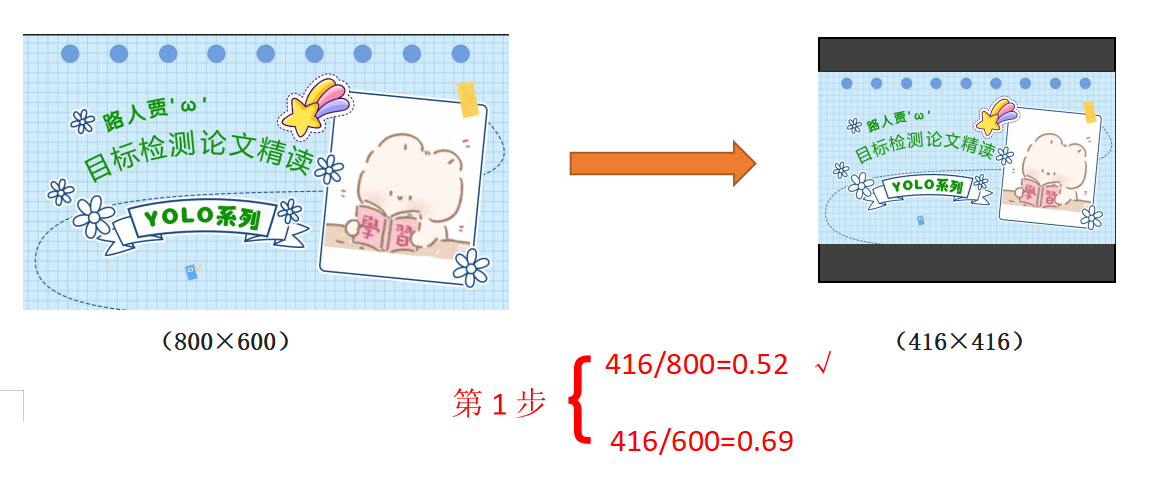 路人贾'ω'
目标检测论文精读
YOLO系列
學習
路人贾'ω'
目标检测论文精读
YOLO系列
學習
(800×600)
(416×416)
第1步
416/800=0.52 √
416/600=0.69